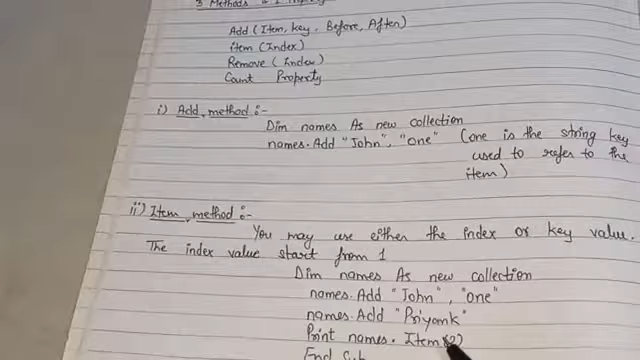 3 Methods & 1 Property
Add (Item, key, Before, After)
item (Index)
Remove (Index)
Count Property
i) Add method :-
Dim names As new collection
names.Add "John", "one" (one is the string key
used to refer to the
item)
ii) Item method :-
You may use either the index or key value.
The index value start from 1
Dim names As new collection
names.Add "John", "one"
names.Add "Priyank"
Print names. Item (2)
End Sub